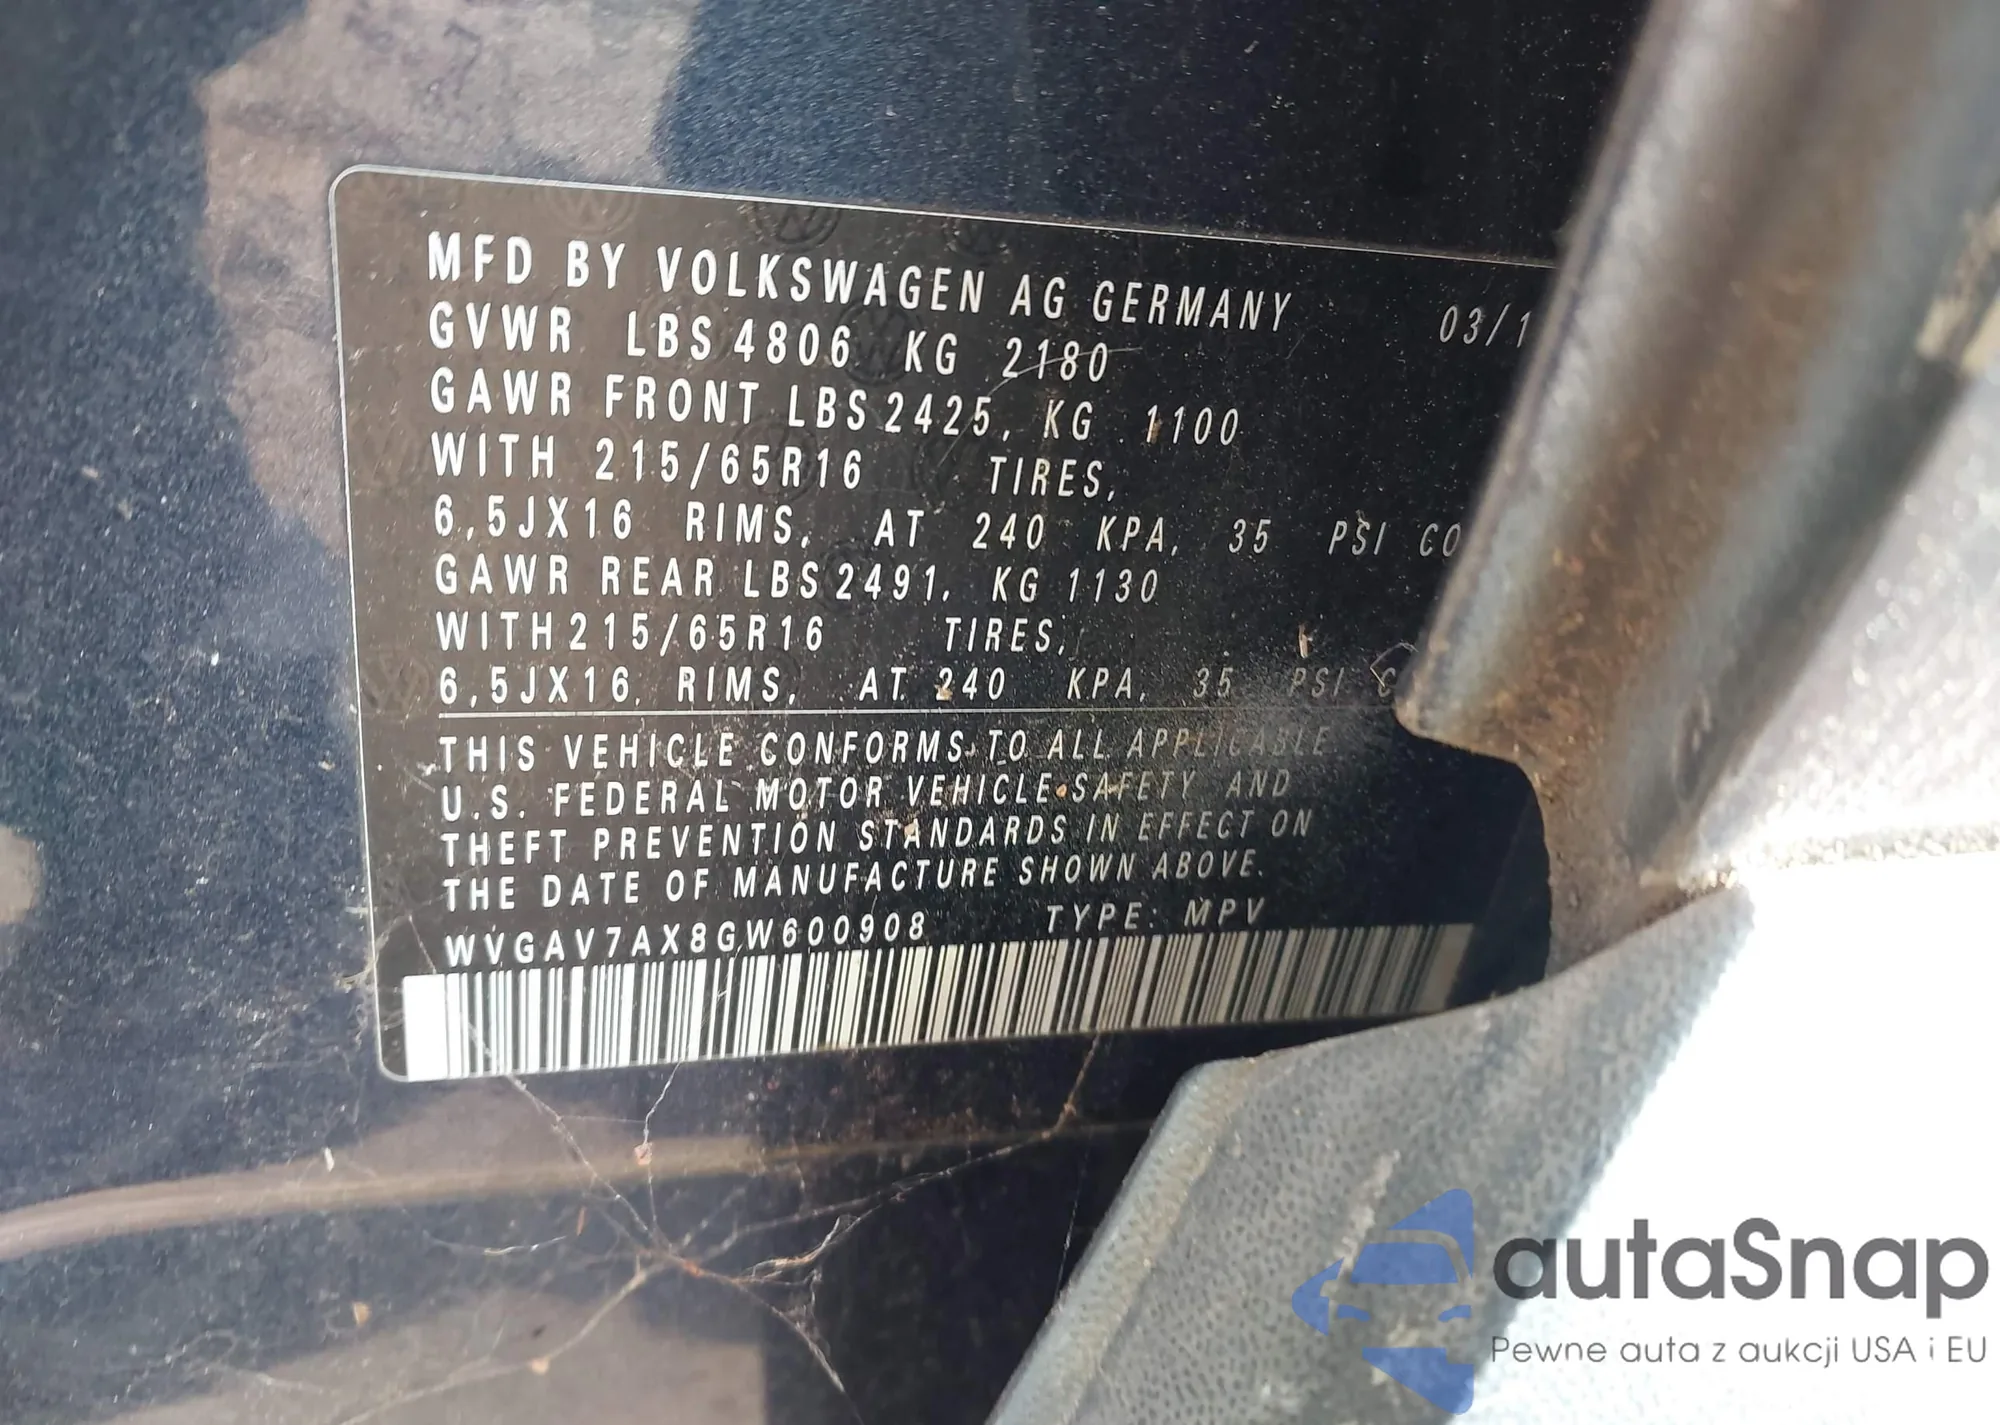 MFD BY VOLKSWAGEN AG GERMANY 03/1
GVWR LBS 4806 KG 2180
GAWR FRONT LBS 2425, KG 1100
WITH 215/65R16 TIRES,
6,5JX16 RIMS, AT 240 KPA, 35 PSI CO
GAWR REAR LBS 2491, KG 1130
WITH 215/65R16 TIRES,
6,5JX16, RIMS, AT 240 KPA, 35 PSI C
THIS VEHICLE CONFORMS TO ALL APPLICABLE
U.S. FEDERAL MOTOR VEHICLE SAFETY AND
THEFT PREVENTION STANDARDS IN EFFECT ON
THE DATE OF MANUFACTURE SHOWN ABOVE.
WVGAV7AX8GW600908 TYPE: MPV
autaSnap
Pewne auta z aukcji USA i EU